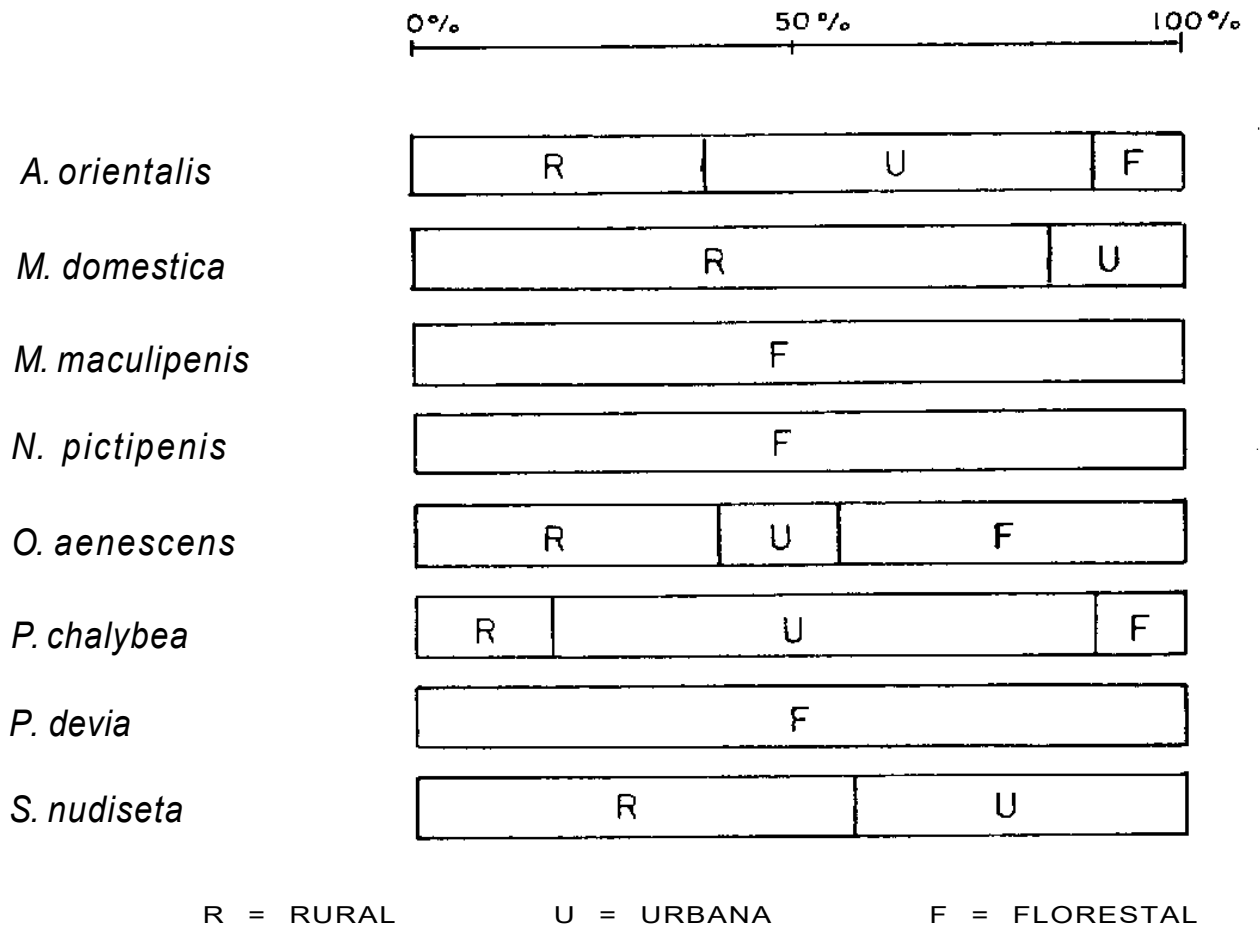 0% 50% 100%
A. orientalis R U F
M. domestica R U
M. maculipenis F
N. pictipenis F
O. aenescens R U F
P. chalybea R U F
P. devia F
S. nudiseta R U
R = RURAL U = URBANA F = FLORESTAL